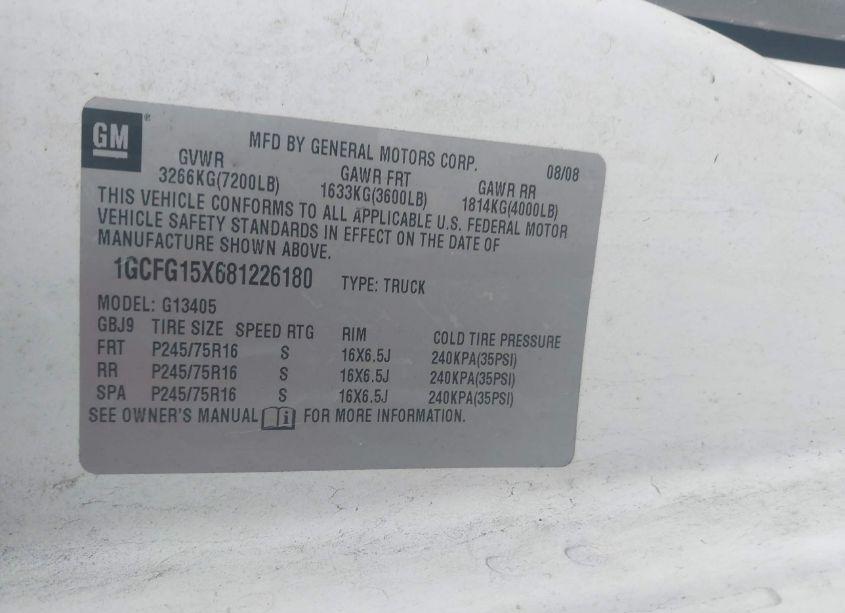 GM
MFD BY GENERAL MOTORS CORP. 08/08
GVWR GAWR FRT GAWR RR
3266KG(7200LB) 1633KG(3600LB) 1814KG(4000LB)
THIS VEHICLE CONFORMS TO ALL APPLICABLE U.S. FEDERAL MOTOR
VEHICLE SAFETY STANDARDS IN EFFECT ON THE DATE OF
MANUFACTURE SHOWN ABOVE.
1GCFG15X681226180 TYPE: TRUCK
MODEL: G13405
GBJ9 TIRE SIZE SPEED RTG RIM COLD TIRE PRESSURE
FRT P245/75R16 S 16X6.5J 240KPA(35PSI)
RR P245/75R16 S 16X6.5J 240KPA(35PSI)
SPA P245/75R16 S 16X6.5J 240KPA(35PSI)
SEE OWNER'S MANUAL i FOR MORE INFORMATION.